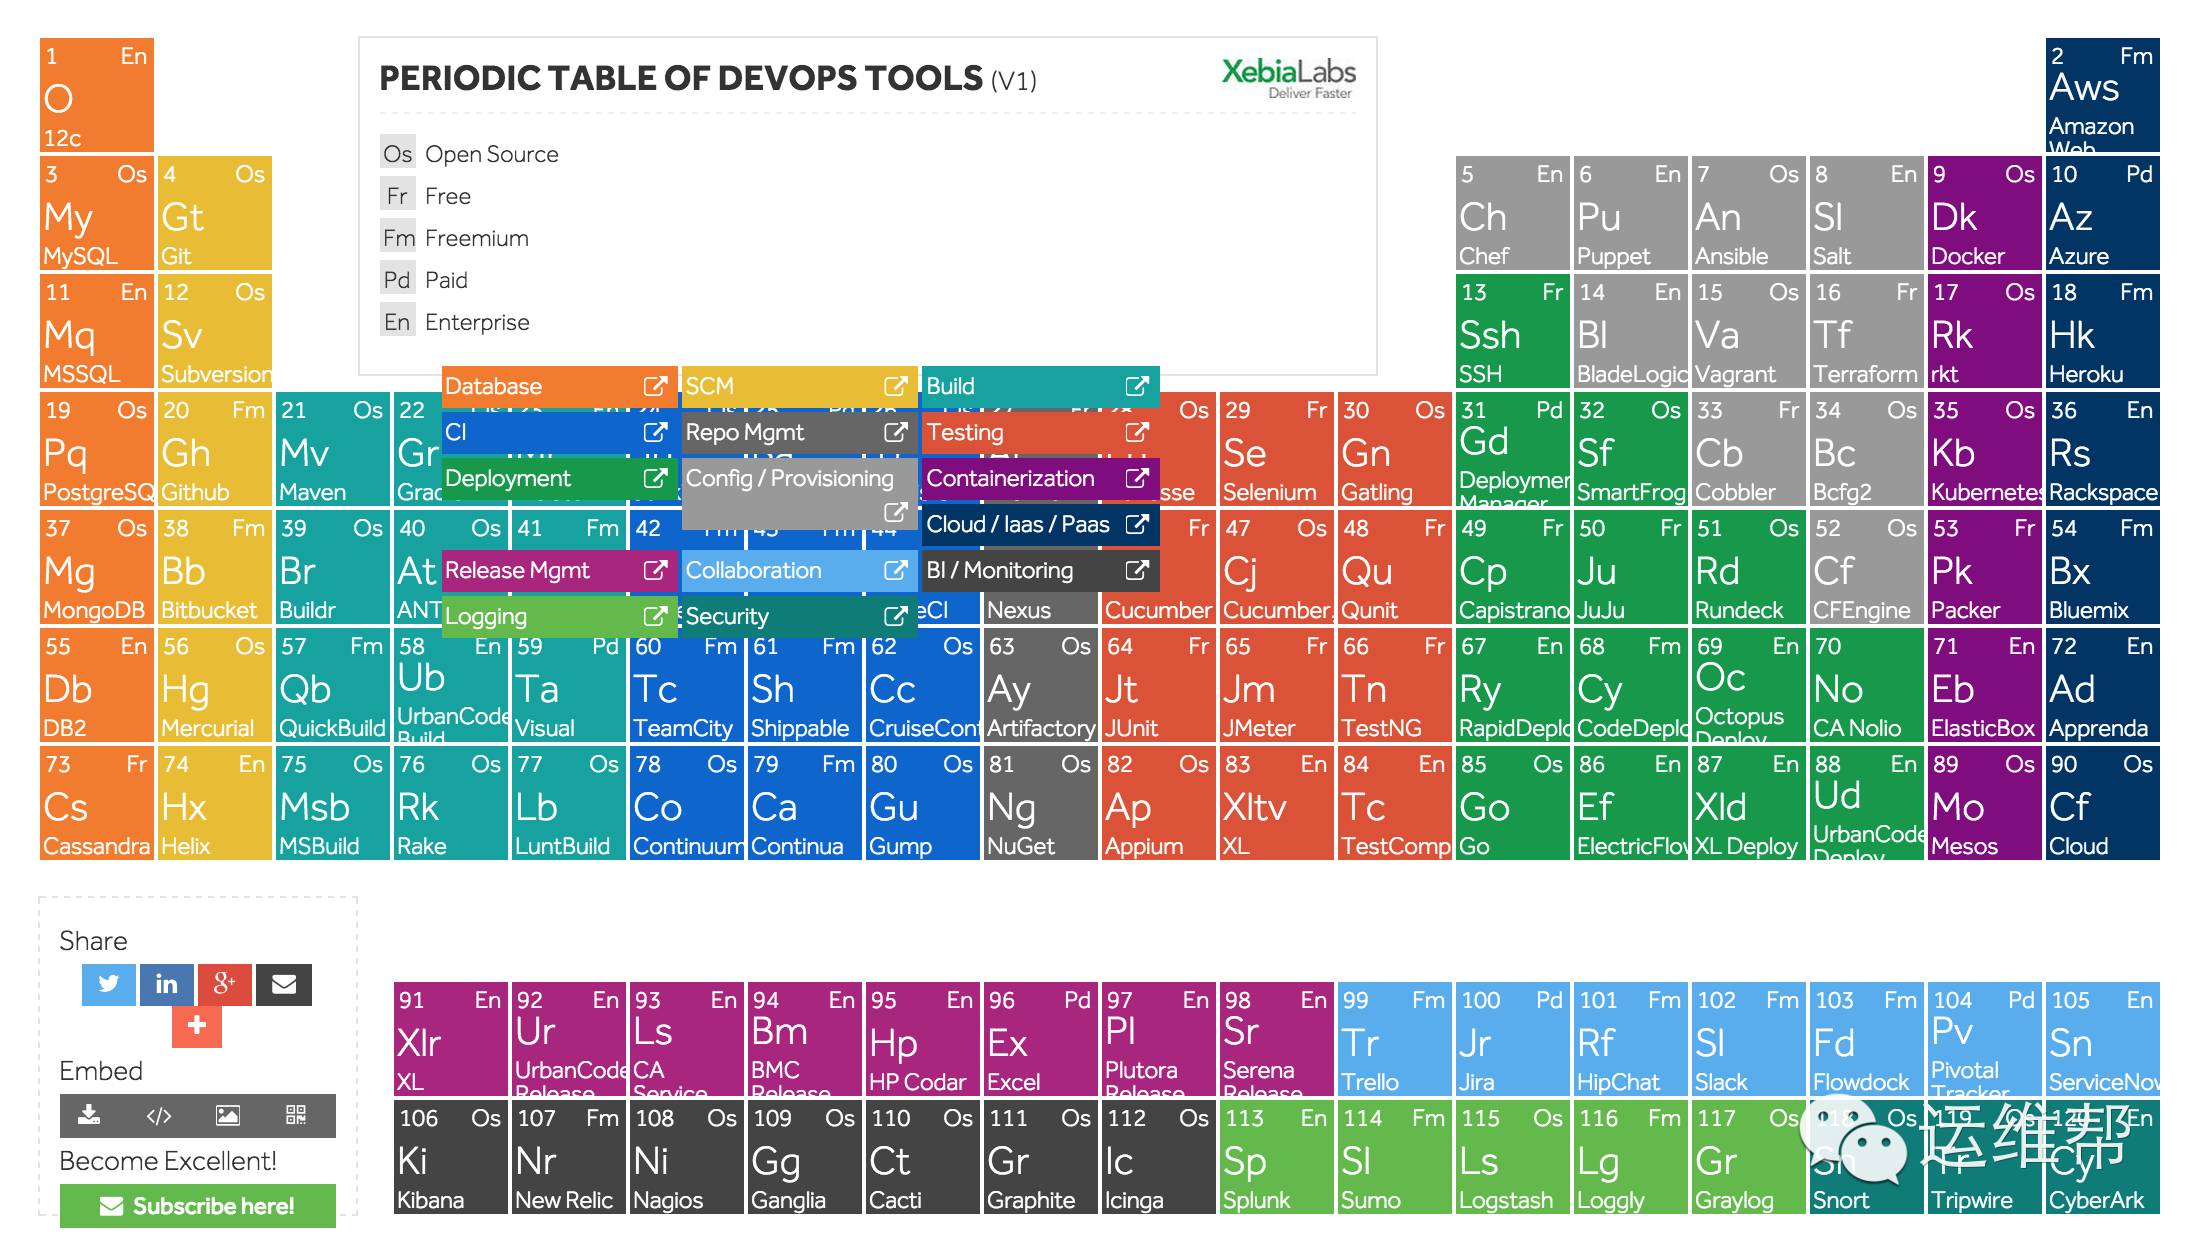 1 En
O
12c
PERIODIC TABLE OF DEVOPS TOOLS (V1)
XebiaLabs
Deliver Faster
Os Open Source
Fr Free
Fm Freemium
Pd Paid
En Enterprise
2 Fm
Aws
Amazon
Web
3 Os 4 Os
My Gt
MySQL Git
5 En 6 En 7 Os 8 En 9 Os 10 Pd
Ch Pu An Sl Dk Az
Chef Puppet Ansible Salt Docker Azure
11 En 12 Os
Mq Sv
MSSQL Subversion
13 Fr 14 En 15 Os 16 Fr 17 Os 18 Fm
Ssh Bl Va Tf Rk Hk
SSH BladeLogic Vagrant Terraform rkt Heroku
Database SCM Build
CI Repo Mgmt Testing
Deployment Config / Provisioning Containerization
Cloud / Iaas / Paas
Release Mgmt Collaboration BI / Monitoring
Logging Security
19 Os 20 Fm 21 Os 22 Os 29 Fr 30 Os 31 Pd 32 Os 33 Fr 34 Os 35 Os 36 En
Pq Gh Mv Gr Se Gn Gd Sf Cb Bc Kb Rs
PostgreSQ Github Maven Selenium Gatling Deploymen Manager SmartFrog Cobbler Bcfg2 Kubernetes Rackspace
37 Os 38 Fm 39 Os 40 Os 41 Fm 42 Fr 47 Os 48 Fr 49 Fr 50 Fr 51 Os 52 Os 53 Fr 54 Fm
Mg Bb Br At Cj Qu Cp Ju Rd Cf Pk Bx
MongoDB Bitbucket Buildr ANT eCI Nexus Cucumber Cucumber. Qunit Capistrano JuJu Rundeck CFEngine Packer Bluemix
55 En 56 Os 57 Fm 58 En 59 Pd 60 Fm 61 Fm 62 Os 63 Os 64 Fr 65 Fr 66 Fr 67 En 68 Fm 69 En 70 71 En 72 En
Db Hg Qb Ub Ta Tc Sh Cc Ay Jt Jm Tn Ry Cy Oc No Eb Ad
DB2 Mercurial QuickBuild UrbanCode Build Visual TeamCity Shippable CruiseCont Artifactory JUnit JMeter TestNG RapidDeplo CodeDeplo Octopus Deploy CA Nolio ElasticBox Apprenda
73 Fr 74 En 75 Os 76 Os 77 Os 78 Os 79 Fm 80 Os 81 Os 82 Os 83 En 84 En 85 Os 86 En 87 En 88 En 89 Os 90 Os
Cs Hx Msb Rk Lb Co Ca Gu Ng Ap Xltv Tc Go Ef Xld Ud Mo Cf
Cassandra Helix MSBuild Rake LuntBuild Continuum Continua Gump NuGet Appium XL TestComp Go ElectricFlow XL Deploy UrbanCode Deploy Mesos Cloud
Share
Embed
Become Excellent!
Subscribe here!
91 En 92 En 93 En 94 En 95 En 96 Pd 97 En 98 En 99 Fm 100 Pd 101 Fm 102 Fm 103 Fm 104 Pd 105 En
Xlr Ur Ls Bm Hp Ex Pl Sr Tr Jr Rf Sl Fd Pv Sn
XL UrbanCode Release CA Service BMC Release HP Codar Excel Plutora Release Serena Release Trello Jira HipChat Slack Flowdock Pivotal Tracker ServiceNow
106 Os 107 Fm 108 Os 109 Os 110 Os 111 Os 112 Os 113 En 114 Fm 115 Os 116 Fm 117 Os 118 Os 119 Os 120 En
Ki Nr Ni Gg Ct Gr Ic Sp Sl Ls Lg Gr Sn Tr Cy
Kibana New Relic Nagios Ganglia Cacti Graphite Icinga Splunk Sumo Logstash Loggly Graylog Snort Tripwire CyberArk
运维帮